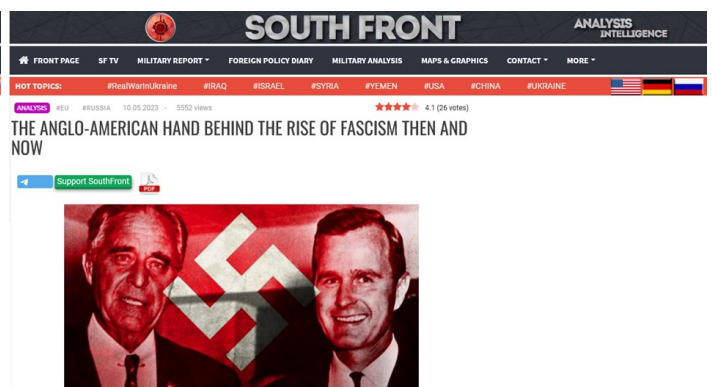 SOUTH FRONT
ANALYSIS
INTELLIGENCE
FRONT PAGE SF TV MILITARY REPORT FOREIGN POLICY DIARY MILITARY ANALYSIS MAPS & GRAPHICS CONTACT MORE
HOT TOPICS: #RealWarInUkraine #IRAQ #ISRAEL #SYRIA #YEMEN #USA #CHINA #UKRAINE
ANALYSIS #EU #RUSSIA 10.05.2023 - 5552 views 4.1 (26 votes)
THE ANGLO-AMERICAN HAND BEHIND THE RISE OF FASCISM THEN AND
NOW
Support SouthFront
PDF